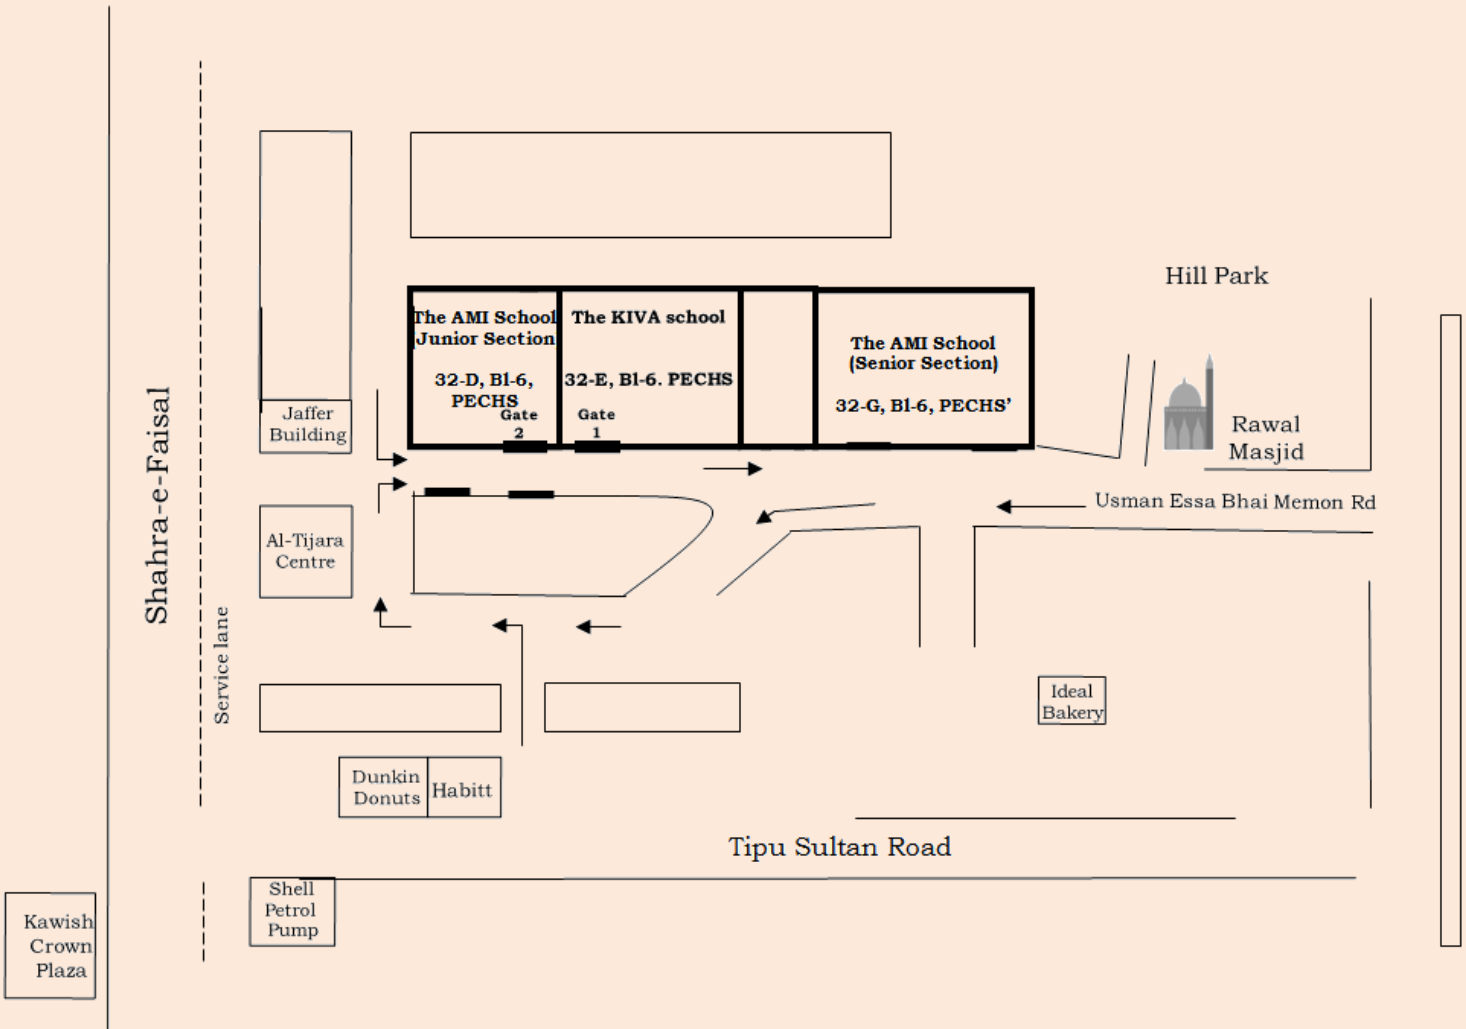 Hill Park
The AMI School
(Junior Section
32-D, Bl-6,
PECHS
Gate
2
The KIVA school
32-E, Bl-6. PECHS
Gate
1
The AMI School
(Senior Section)
32-G, Bl-6, PECHS’
Jaffer
Building
Rawal
Masjid
Usman Essa Bhai Memon Rd
Shahra-e-Faisal
Al-Tijara
Centre
Service lane
Ideal
Bakery
Dunkin
Donuts
Habitt
Tipu Sultan Road
Shell
Petrol
Pump
Kawish
Crown
Plaza